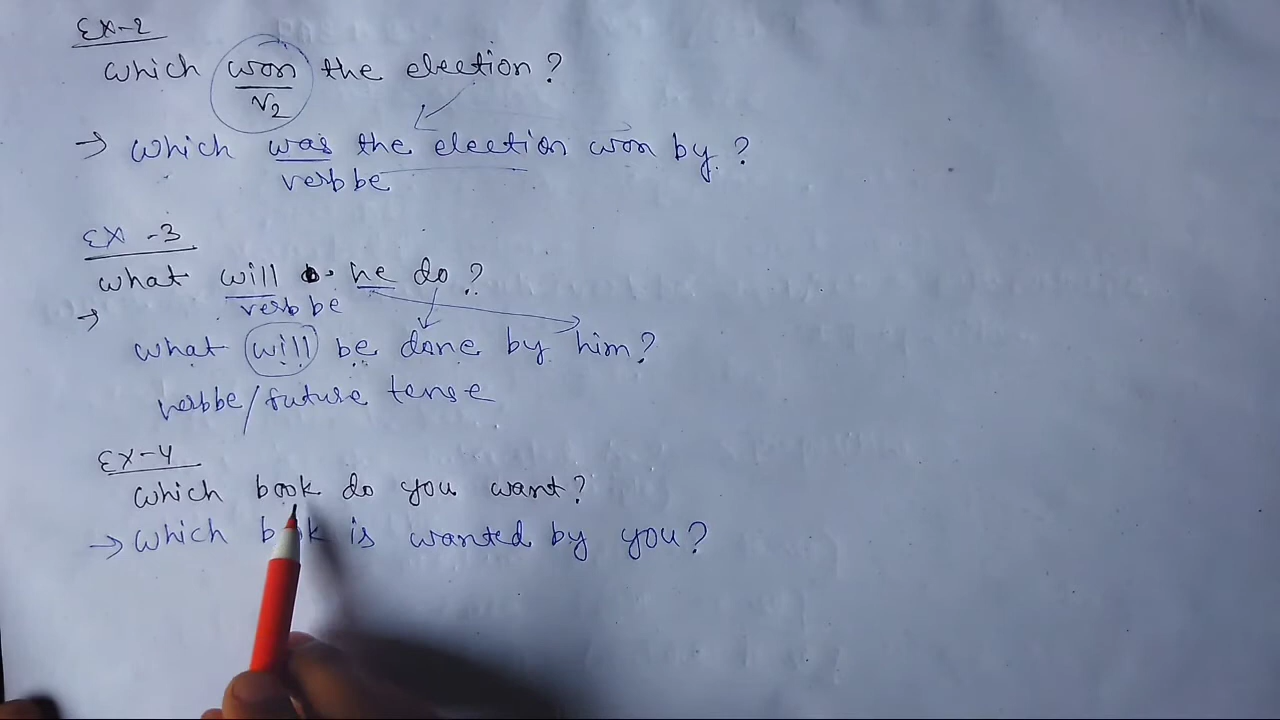 Ex-2
which won the election?
V2
→ which was the election won by?
verb be
Ex-3
what will he do?
verb be
→
what will be done by him?
verb be/future tense
Ex-4
which book do you want?
→ which book is wanted by you?